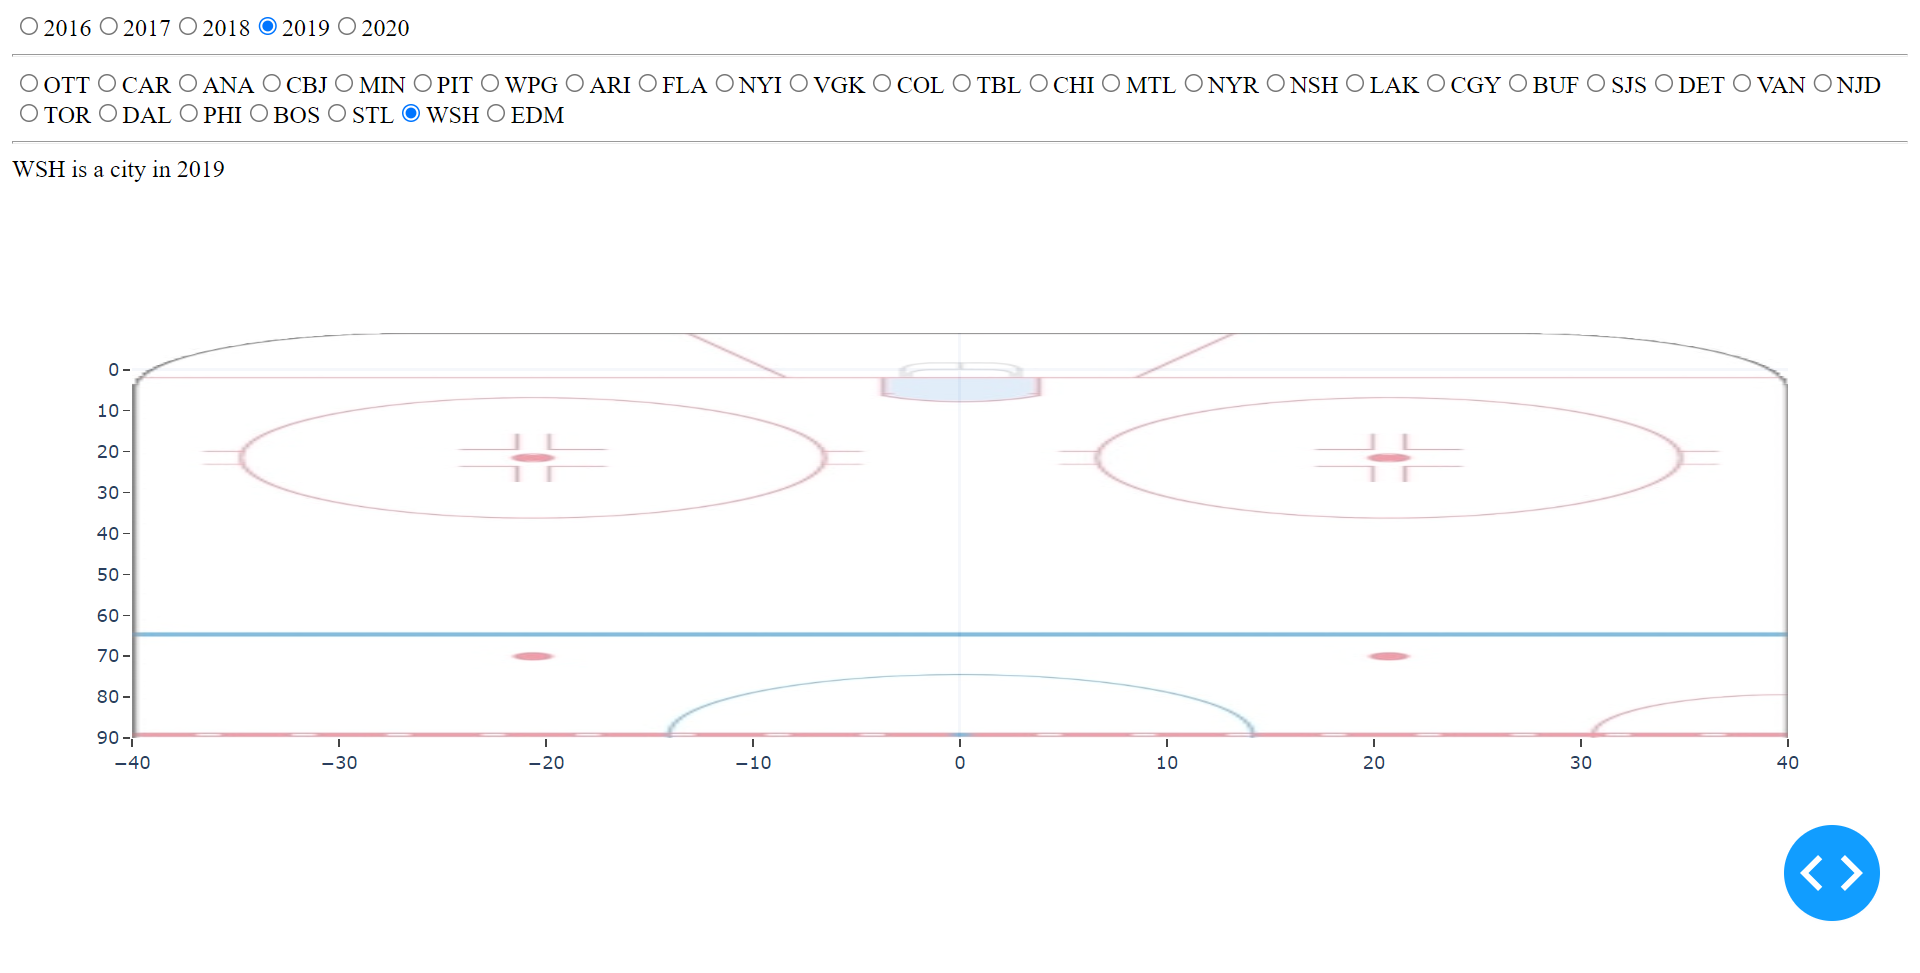 2016 2017 2018 2019 2020
OTT CAR ANA CBJ MIN PIT WPG ARI FLA NYI VGK COL TBL CHI MTL NYR NSH LAK CGY BUF SJS DET VAN NJD
TOR DAL PHI BOS STL WSH EDM
WSH is a city in 2019
0
10
20
30
40
50
60
70
80
90
−40 −30 −20 −10 0 10 20 30 40